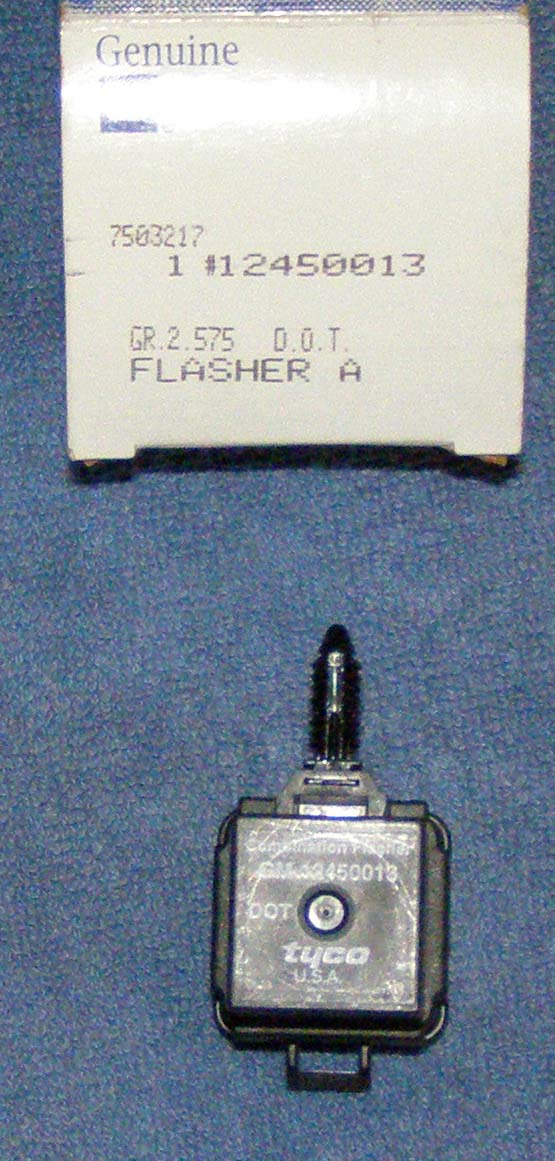 Genuine
7503217
1 #12450013
GR.2.575 D.O.T.
FLASHER A
Combination Flasher
GM 12450013
DOT
tyco
U.S.A.